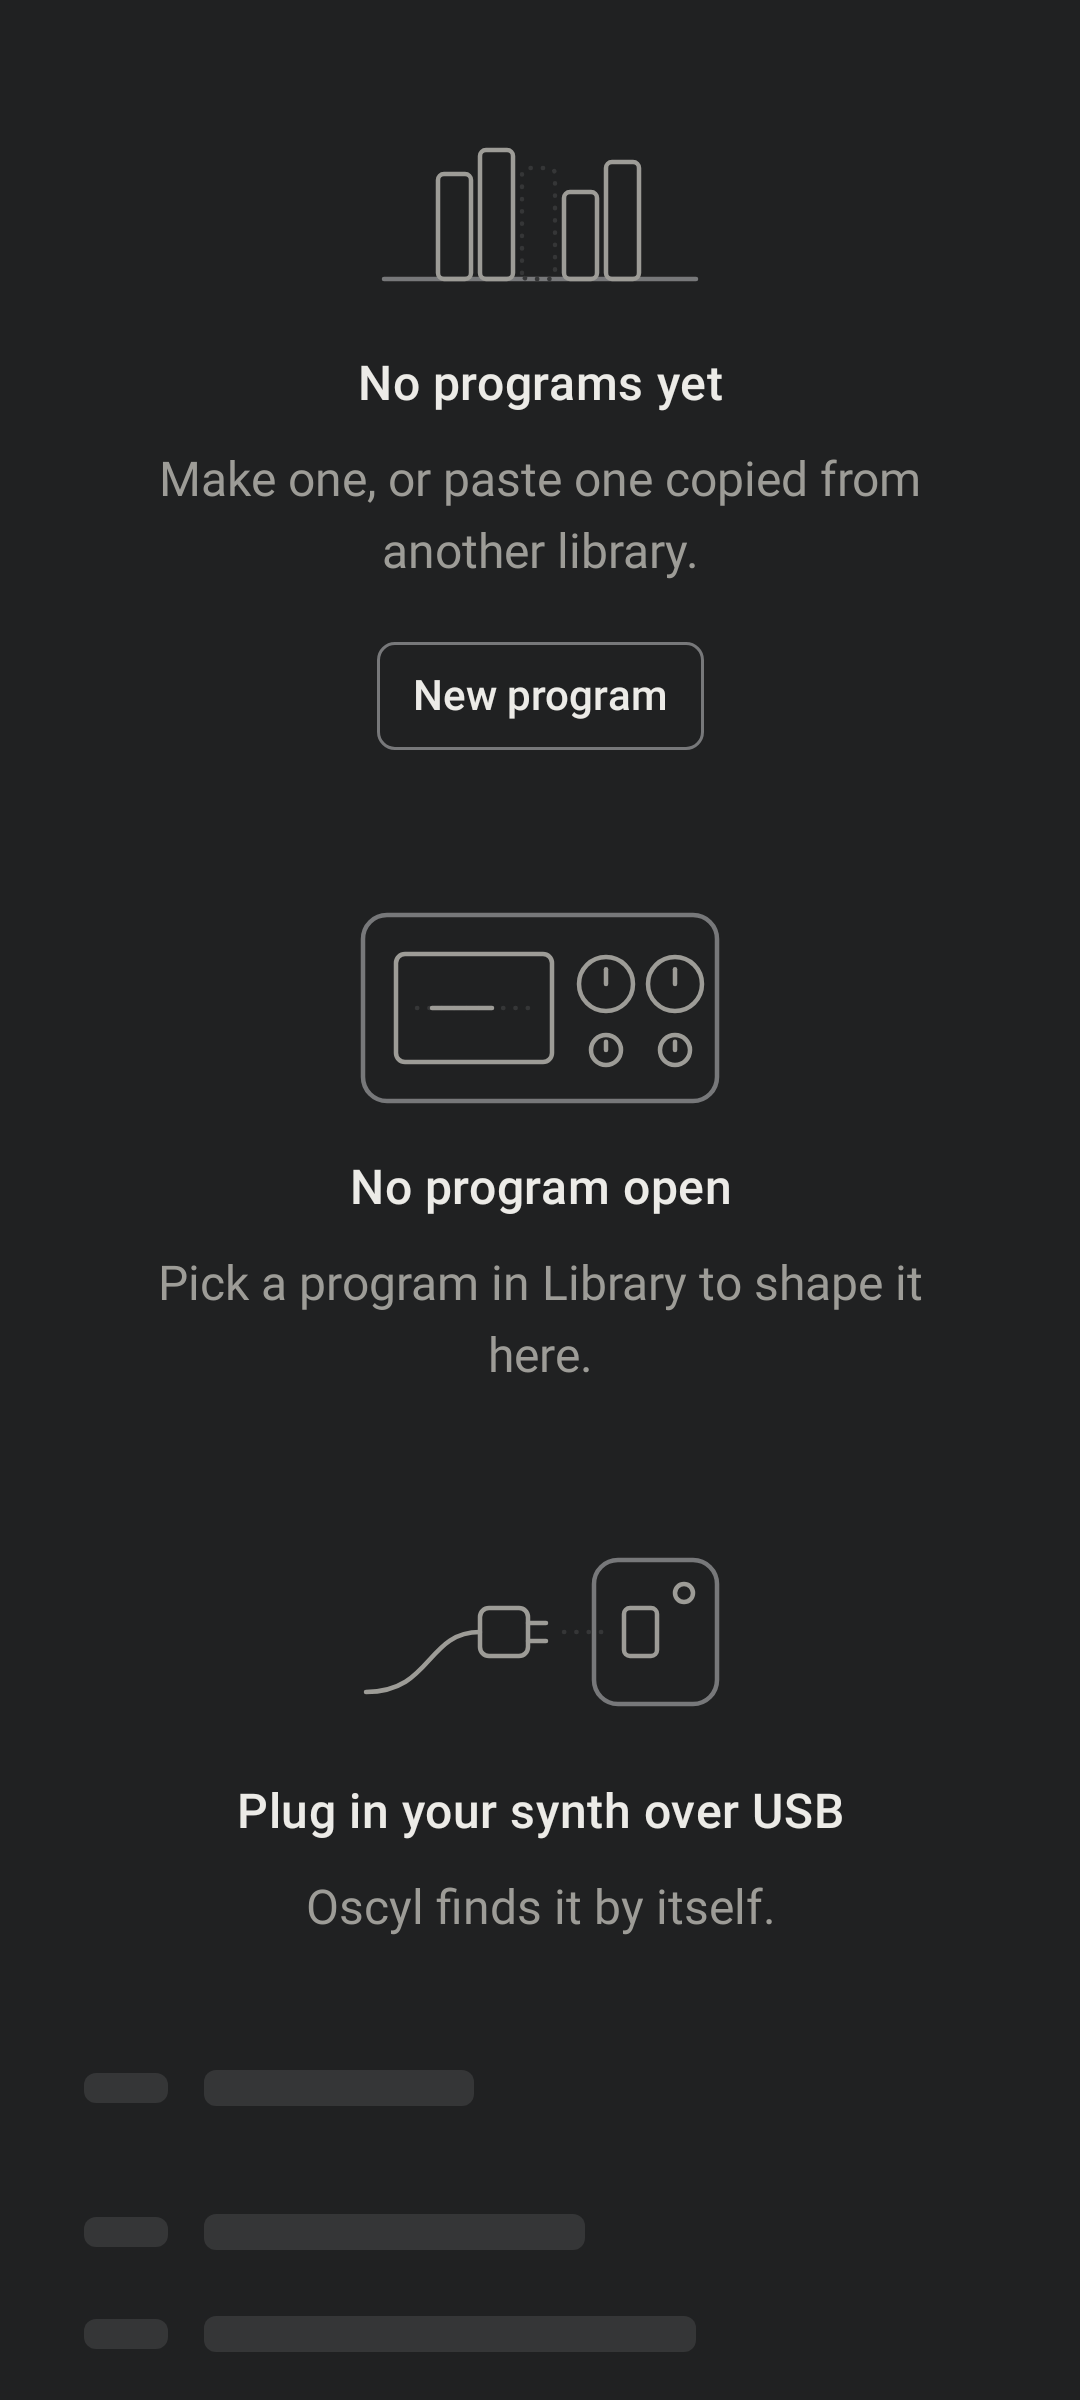 No programs yet
Make one, or paste one copied from
another library.
New program
No program open
Pick a program in Library to shape it
here.
Plug in your synth over USB
Oscyl finds it by itself.